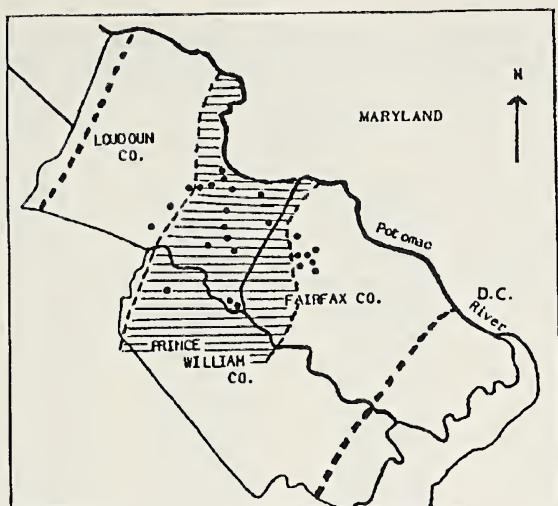 N
MARYLAND
LOUDOUN
CO.
Potomac
River
D.C.
FAIRFAX CO.
PRINCE
WILLIAM
CO.